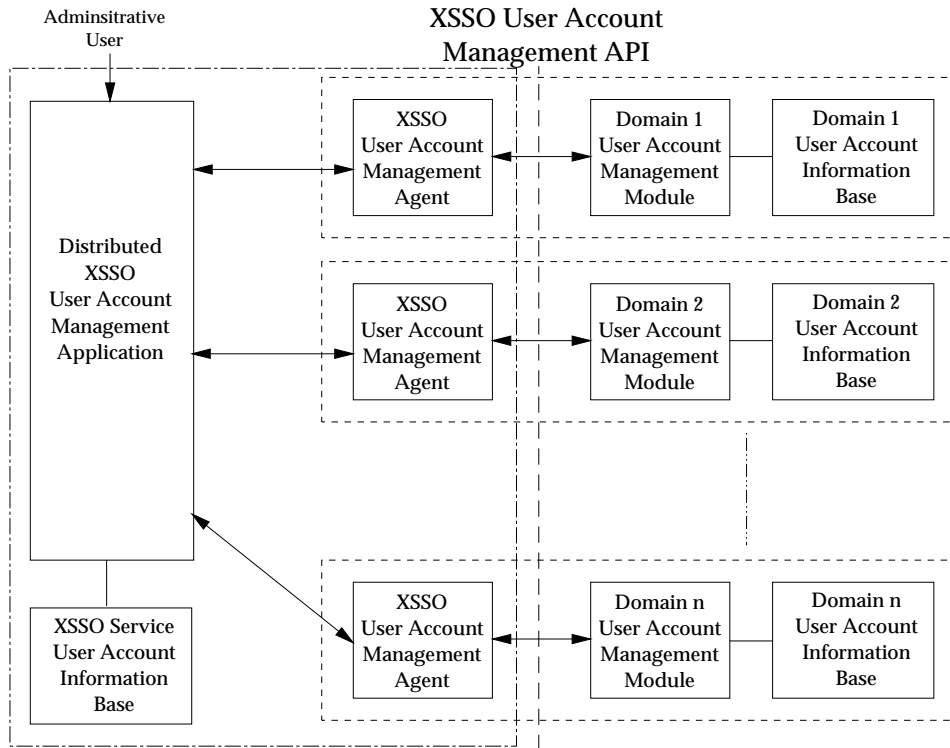 XSSO User Account
Management API
Adminsitrative
User
Distributed
XSSO
User Account
Management
Application
XSSO Service
User Account
Information
Base
XSSO
User Account
Management
Agent
Domain 1
User Account
Management
Module
Domain 1
User Account
Information
Base
XSSO
User Account
Management
Agent
Domain 2
User Account
Management
Module
Domain 2
User Account
Information
Base
XSSO
User Account
Management
Agent
Domain n
User Account
Management
Module
Domain n
User Account
Information
Base